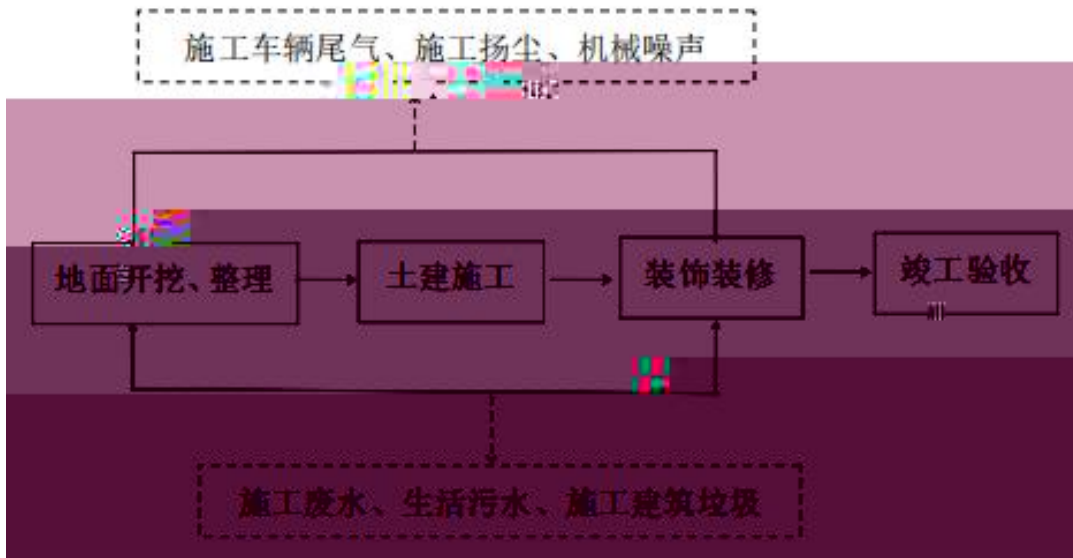 施工车辆尾气、施工扬尘、机械噪声
地面开挖、整理
土建施工
装饰装修
竣工验收
施工废水、生活污水、施工建筑垃圾